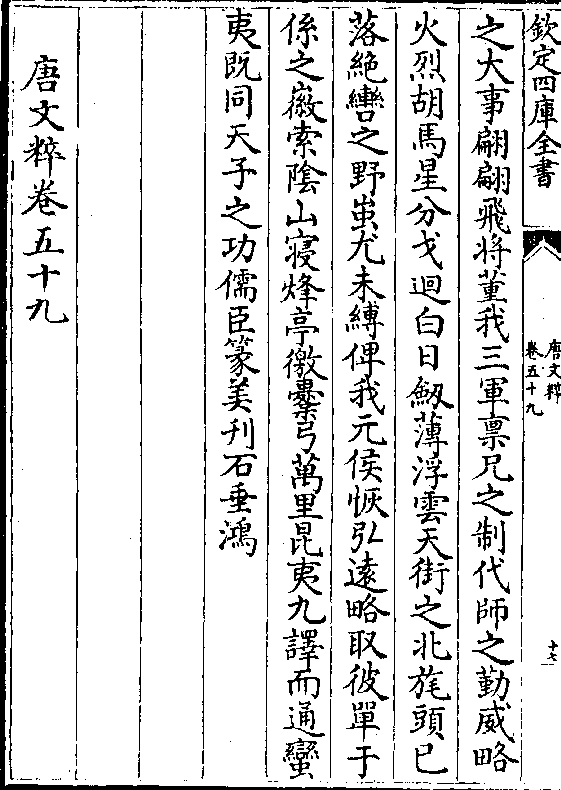 欽定四庫全書
唐文粹
卷五十九
十七
之大事翩翩飛將董我三軍禀凡之制代師之勤威略
火烈胡馬星分戈迴白日劔薄浮雲天街之北旄頭已
落絶轡之野蚩尤未縛俾我元侯恢弘遠略取彼單于
係之徽索陰山寢烽亭徼櫜弓萬里昆夷九譯而通蠻
夷既同天子之功儒臣篆美刊石垂鴻
唐文粹卷五十九